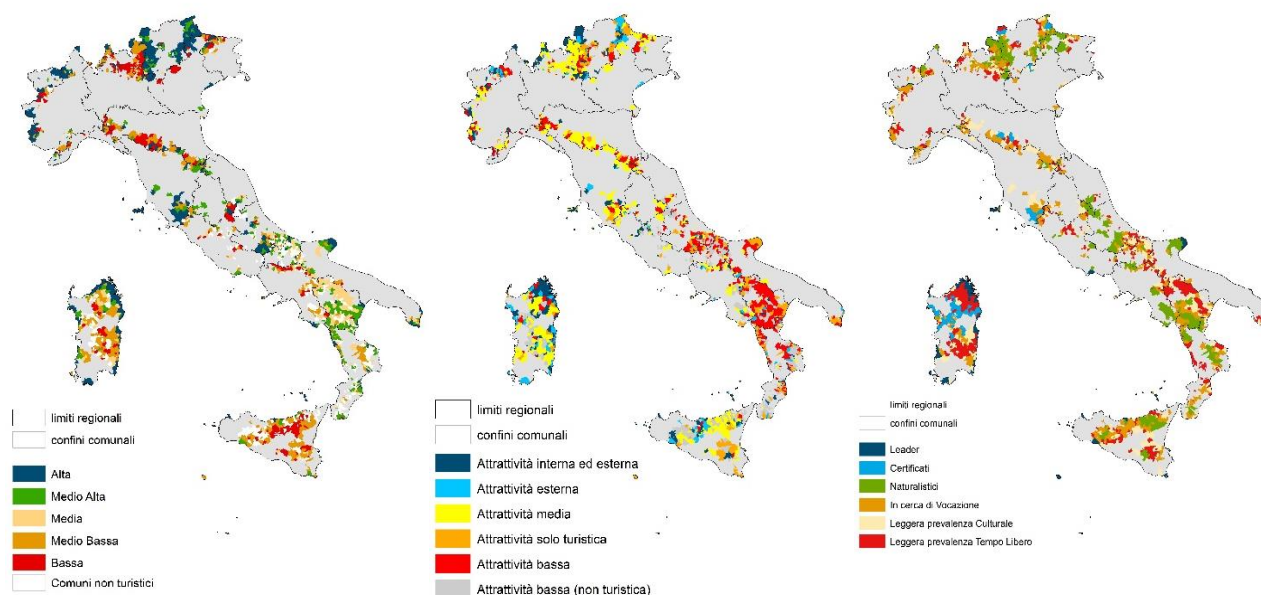 limiti regionali
confini comunali
Alta
Medio Alta
Media
Medio Bassa
Bassa
Comuni non turistici
limiti regionali
confini comunali
Attrattività interna ed esterna
Attrattività esterna
Attrattività media
Attrattività solo turistica
Attrattività bassa
Attrattività bassa (non turistica)
limiti regionali
confini comunali
Leader
Certificati
Naturalistici
In cerca di Vocazione
Leggera prevalenza Culturale
Leggera prevalenza Tempo Libero